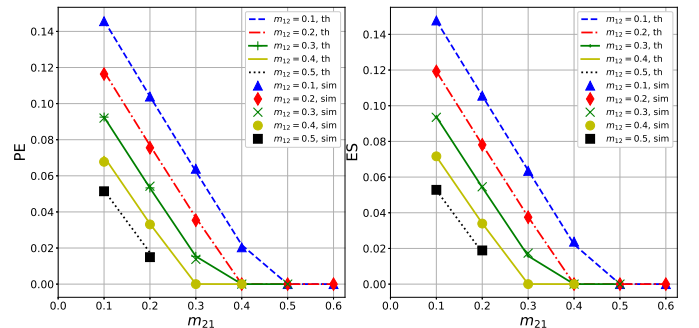 0.14
0.12
0.10
0.08
0.06
0.04
0.02
0.00
PE
0.0 0.1 0.2 0.3 0.4 0.5 0.6
m₂₁
m₁₂ = 0.1, th
m₁₂ = 0.2, th
m₁₂ = 0.3, th
m₁₂ = 0.4, th
m₁₂ = 0.5, th
m₁₂ = 0.1, sim
m₁₂ = 0.2, sim
m₁₂ = 0.3, sim
m₁₂ = 0.4, sim
m₁₂ = 0.5, sim
0.14
0.12
0.10
0.08
0.06
0.04
0.02
0.00
ES
0.0 0.1 0.2 0.3 0.4 0.5 0.6
m₂₁
m₁₂ = 0.1, th
m₁₂ = 0.2, th
m₁₂ = 0.3, th
m₁₂ = 0.4, th
m₁₂ = 0.5, th
m₁₂ = 0.1, sim
m₁₂ = 0.2, sim
m₁₂ = 0.3, sim
m₁₂ = 0.4, sim
m₁₂ = 0.5, sim